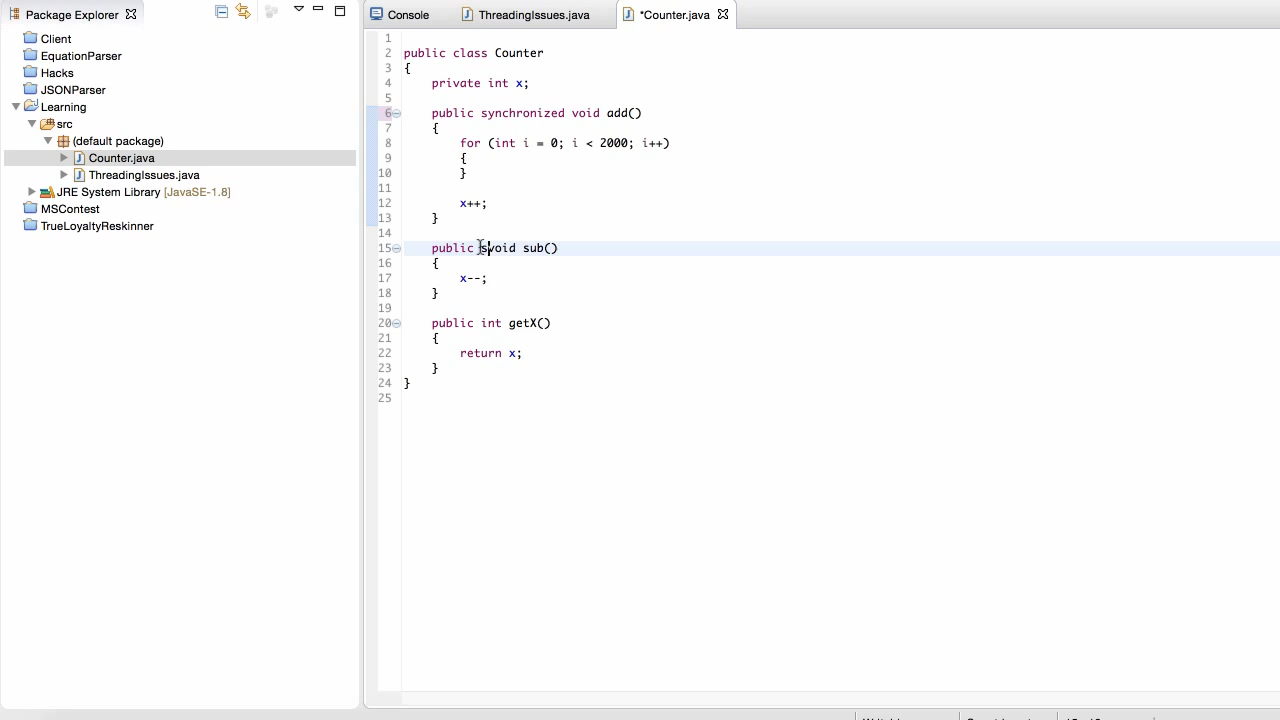 Package Explorer
Client
EquationParser
Hacks
JSONParser
Learning
src
(default package)
Counter.java
ThreadingIssues.java
JRE System Library [JavaSE-1.8]
MSContest
TrueLoyaltyReskinner
Console ThreadingIssues.java *Counter.java
1
2 public class Counter
3 {
4 private int x;
5
6 public synchronized void add()
7 {
8 for (int i = 0; i < 2000; i++)
9 {
10 }
11
12 x++;
13 }
14
15 public svoid sub()
16 {
17 x--;
18 }
19
20 public int getX()
21 {
22 return x;
23 }
24 }
25